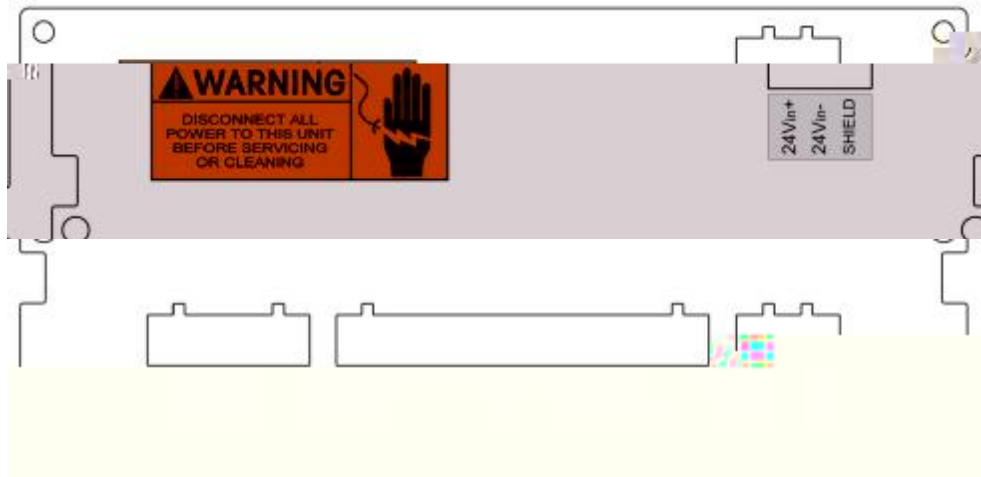 WARNING
DISCONNECT ALL
POWER TO THIS UNIT
BEFORE SERVICING
OR CLEANING
24Vin+
24Vin-
SHIELD